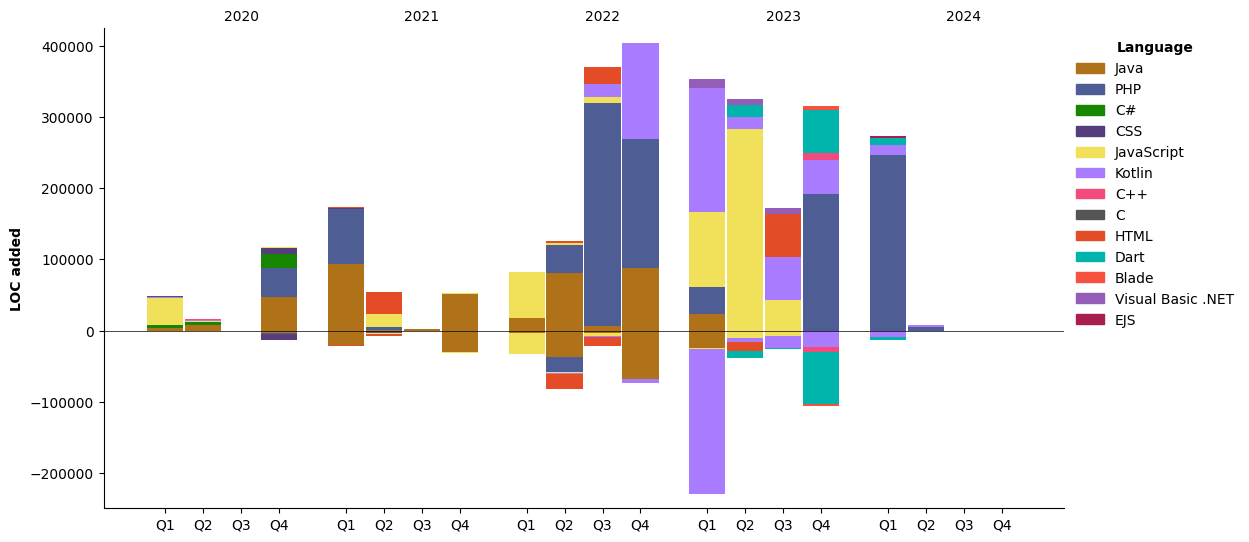 2020 2021 2022 2023 2024
LOC added
400000
300000
200000
100000
0
−100000
−200000
Q1 Q2 Q3 Q4 Q1 Q2 Q3 Q4 Q1 Q2 Q3 Q4 Q1 Q2 Q3 Q4 Q1 Q2 Q3 Q4
Language
Java
PHP
C#
CSS
JavaScript
Kotlin
C++
C
HTML
Dart
Blade
Visual Basic .NET
EJS